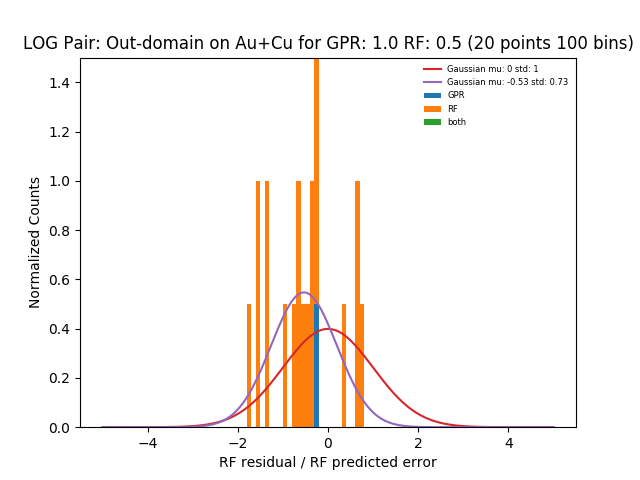 LOG Pair: Out-domain on Au+Cu for GPR: 1.0 RF: 0.5 (20 points 100 bins)
Gaussian mu: 0 std: 1
Gaussian mu: -0.53 std: 0.73
GPR
RF
both
Normalized Counts
1.4
1.2
1.0
0.8
0.6
0.4
0.2
0.0
−4 −2 0 2 4
RF residual / RF predicted error